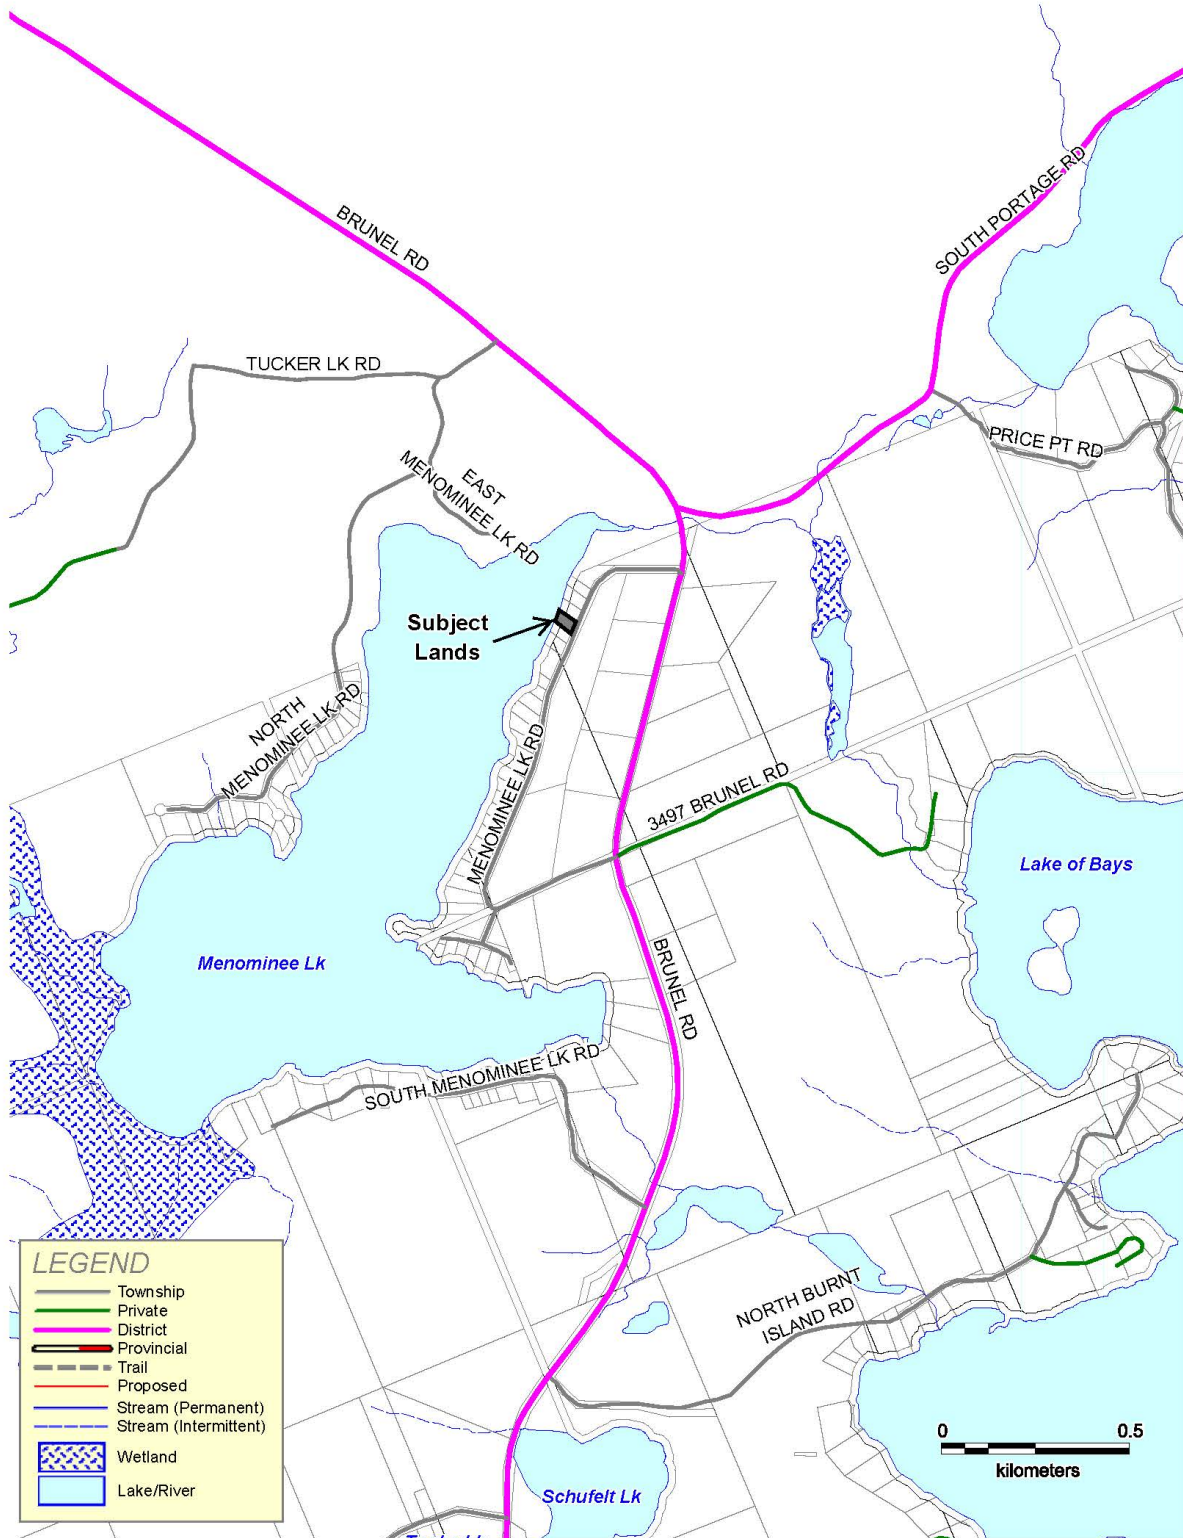 BRUNEL RD
SOUTH PORTAGE RD
TUCKER LK RD
PRICE PT RD
EAST
MENOMINEE LK RD
Subject
Lands
NORTH
MENOMINEE LK RD
MENOMINEE LK RD
3497 BRUNEL RD
Lake of Bays
Menominee Lk
BRUNEL RD
SOUTH MENOMINEE LK RD
NORTH BURNT
ISLAND RD
LEGEND
Township
Private
District
Provincial
Trail
Proposed
Stream (Permanent)
Stream (Intermittent)
Wetland
Lake/River
0 0.5
kilometers
Schufelt Lk